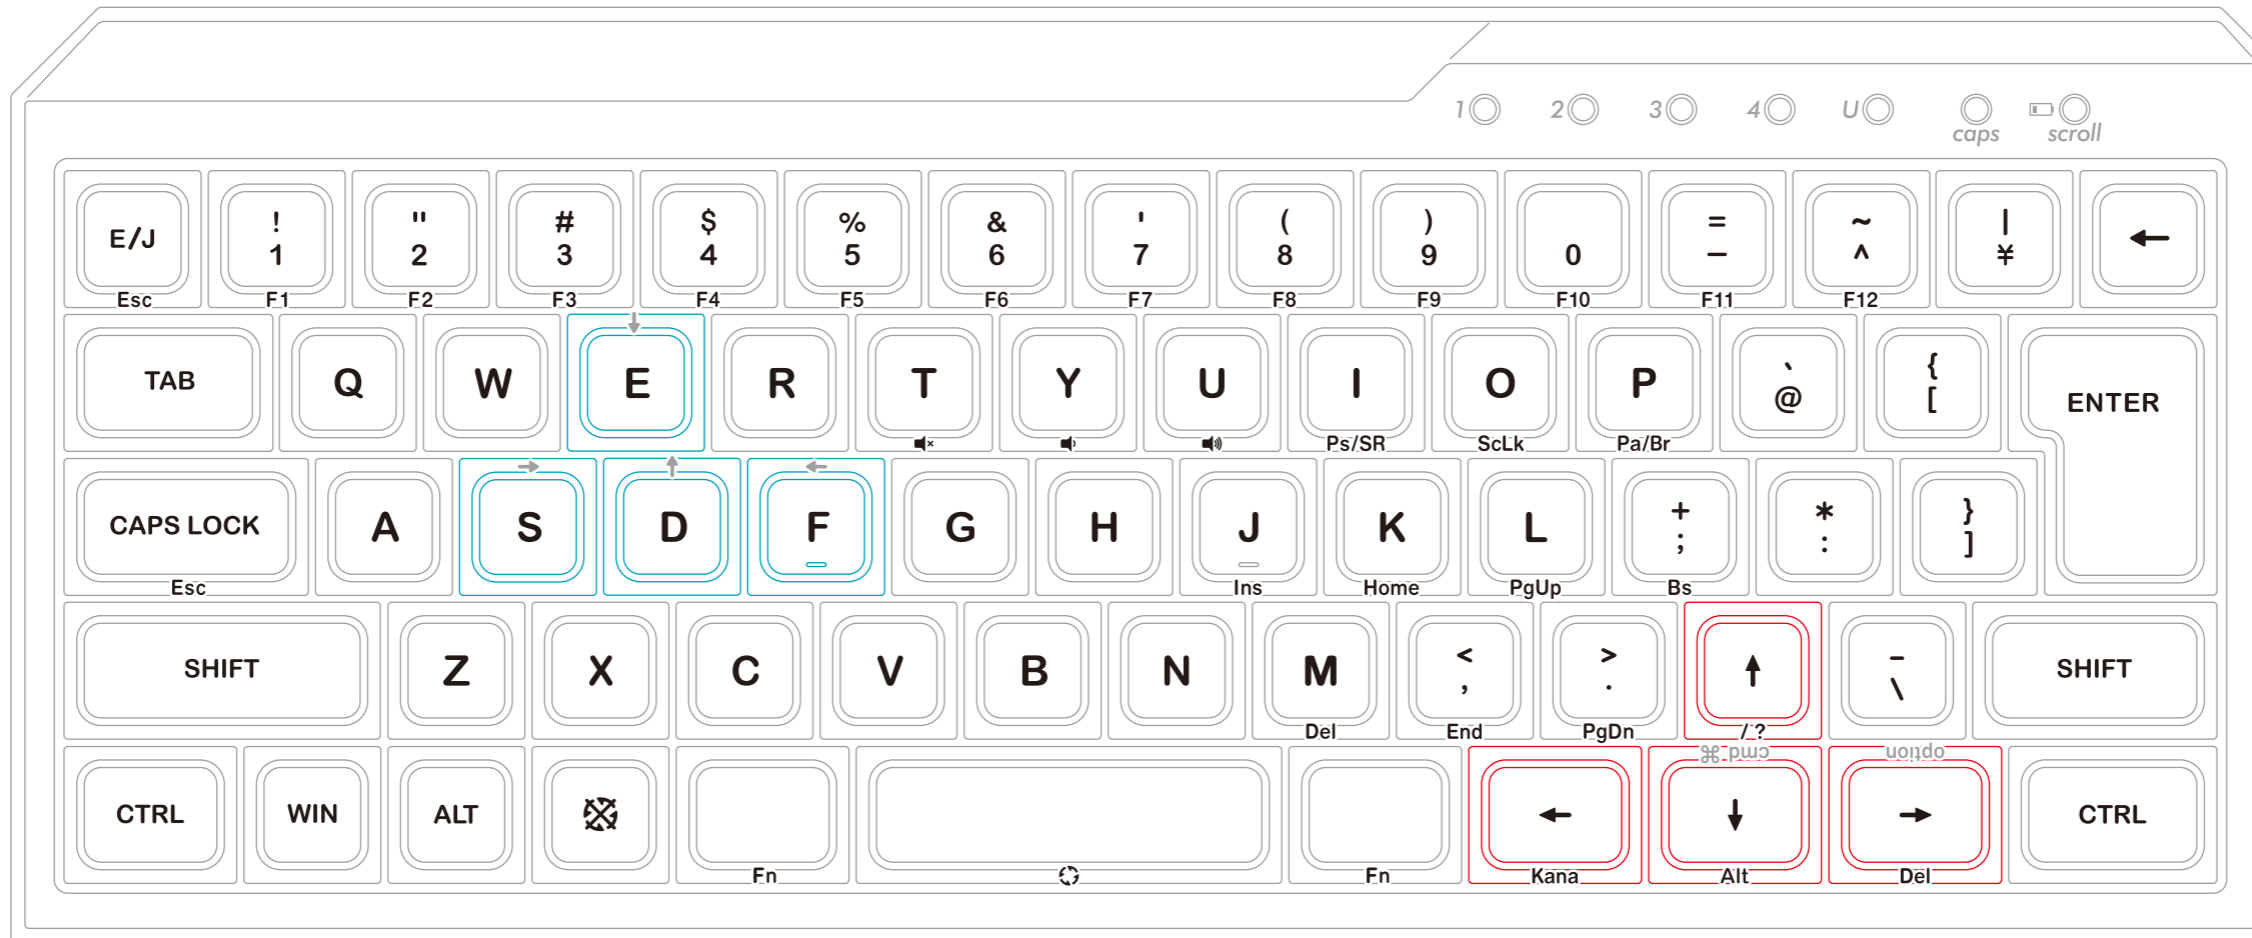 1 2 3 4 U
caps scroll
E/J ! 1 " 2 # 3 $ 4 % 5 & 6 ' 7 ( 8 ) 9 0 = - ~ ^ | ¥ ←
Esc F1 F2 F3 F4 F5 F6 F7 F8 F9 F10 F11 F12
↓
TAB Q W E R T Y U I O P ` @ { [ ENTER
Ps/SR ScLk Pa/Br
→ ↑ ←
CAPS LOCK A S D F G H J K L + ; * : } ]
Esc Ins Home PgUp Bs
SHIFT Z X C V B N M < , > . ↑ _ \ SHIFT
Del End PgDn / ?
⌘ cmd option
CTRL WIN ALT ← ↓ → CTRL
Fn Fn Kana Alt Del